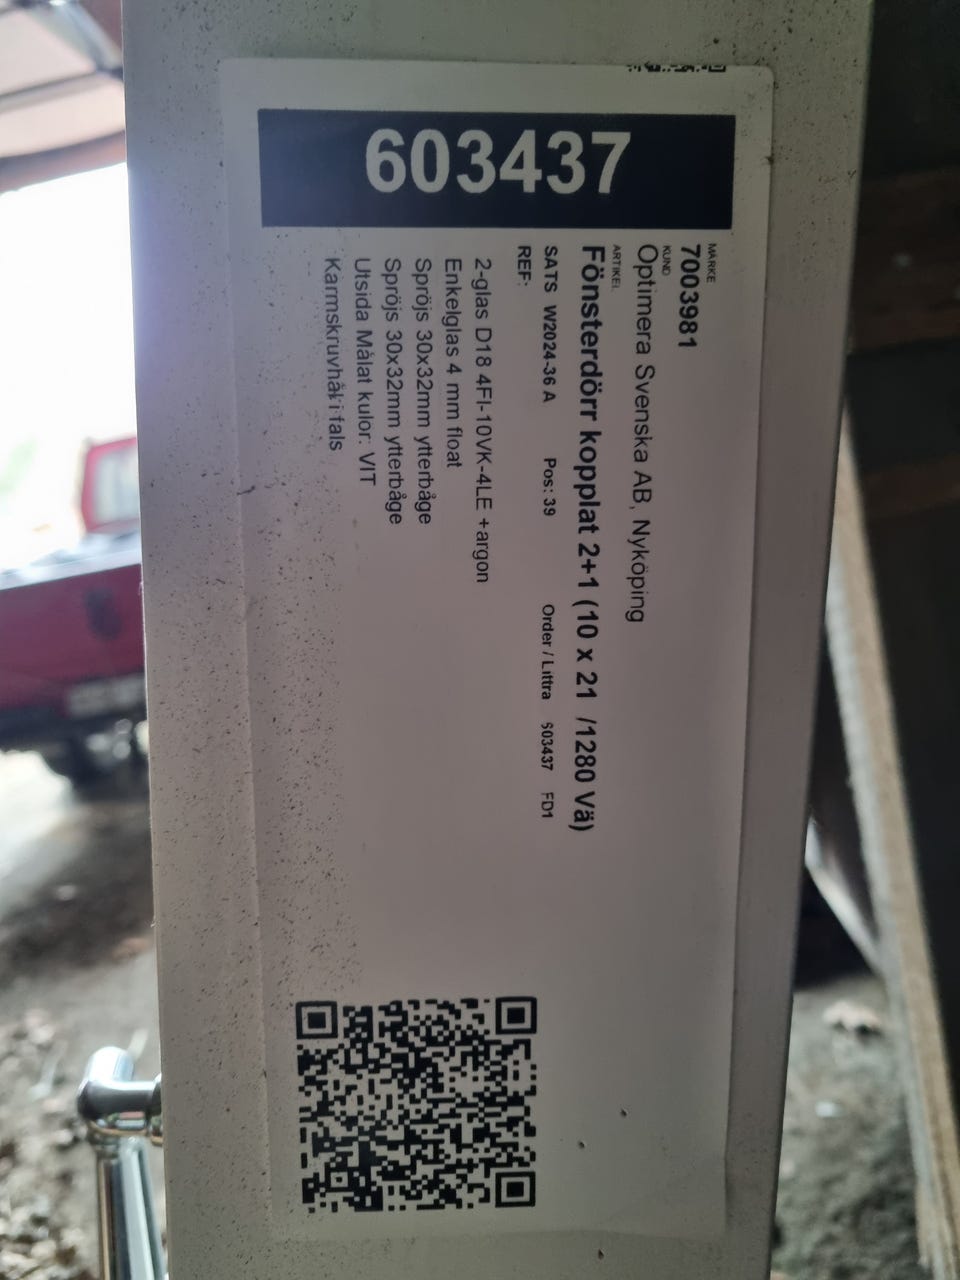 603437
MÄRKE
7003981
KUND
Optimera Svenska AB, Nyköping
ARTIKEL
Fönsterdörr kopplat 2+1 (10 x 21 /1280 Vä)
SATS W2024-36 A Pos: 39 Order / Littra 603437 FD1
REF:
2-glas D18 4FI-10VK-4LE +argon
Enkelglas 4 mm float
Spröjs 30x32mm ytterbåge
Spröjs 30x32mm ytterbåge
Utsida Målat kulör: VIT
Karmskruvhål i fals